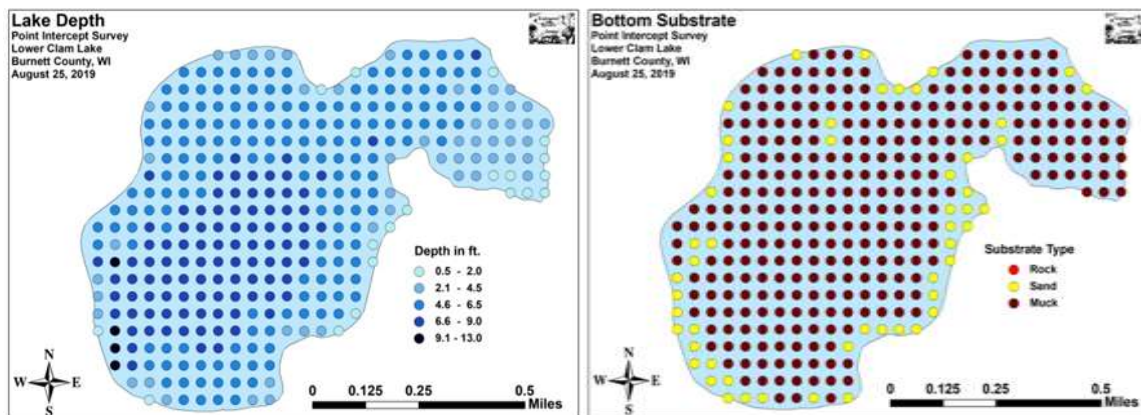 Lake Depth
Point Intercept Survey
Lower Clam Lake
Burnett County, WI
August 25, 2019
Depth in ft.
0.5 - 2.0
2.1 - 4.5
4.6 - 6.5
6.6 - 9.0
9.1 - 13.0
N
W E
S
0 0.125 0.25 0.5
Miles
Bottom Substrate
Point Intercept Survey
Lower Clam Lake
Burnett County, WI
August 25, 2019
Substrate Type
Rock
Sand
Muck
N
W E
S
0 0.125 0.25 0.5
Miles